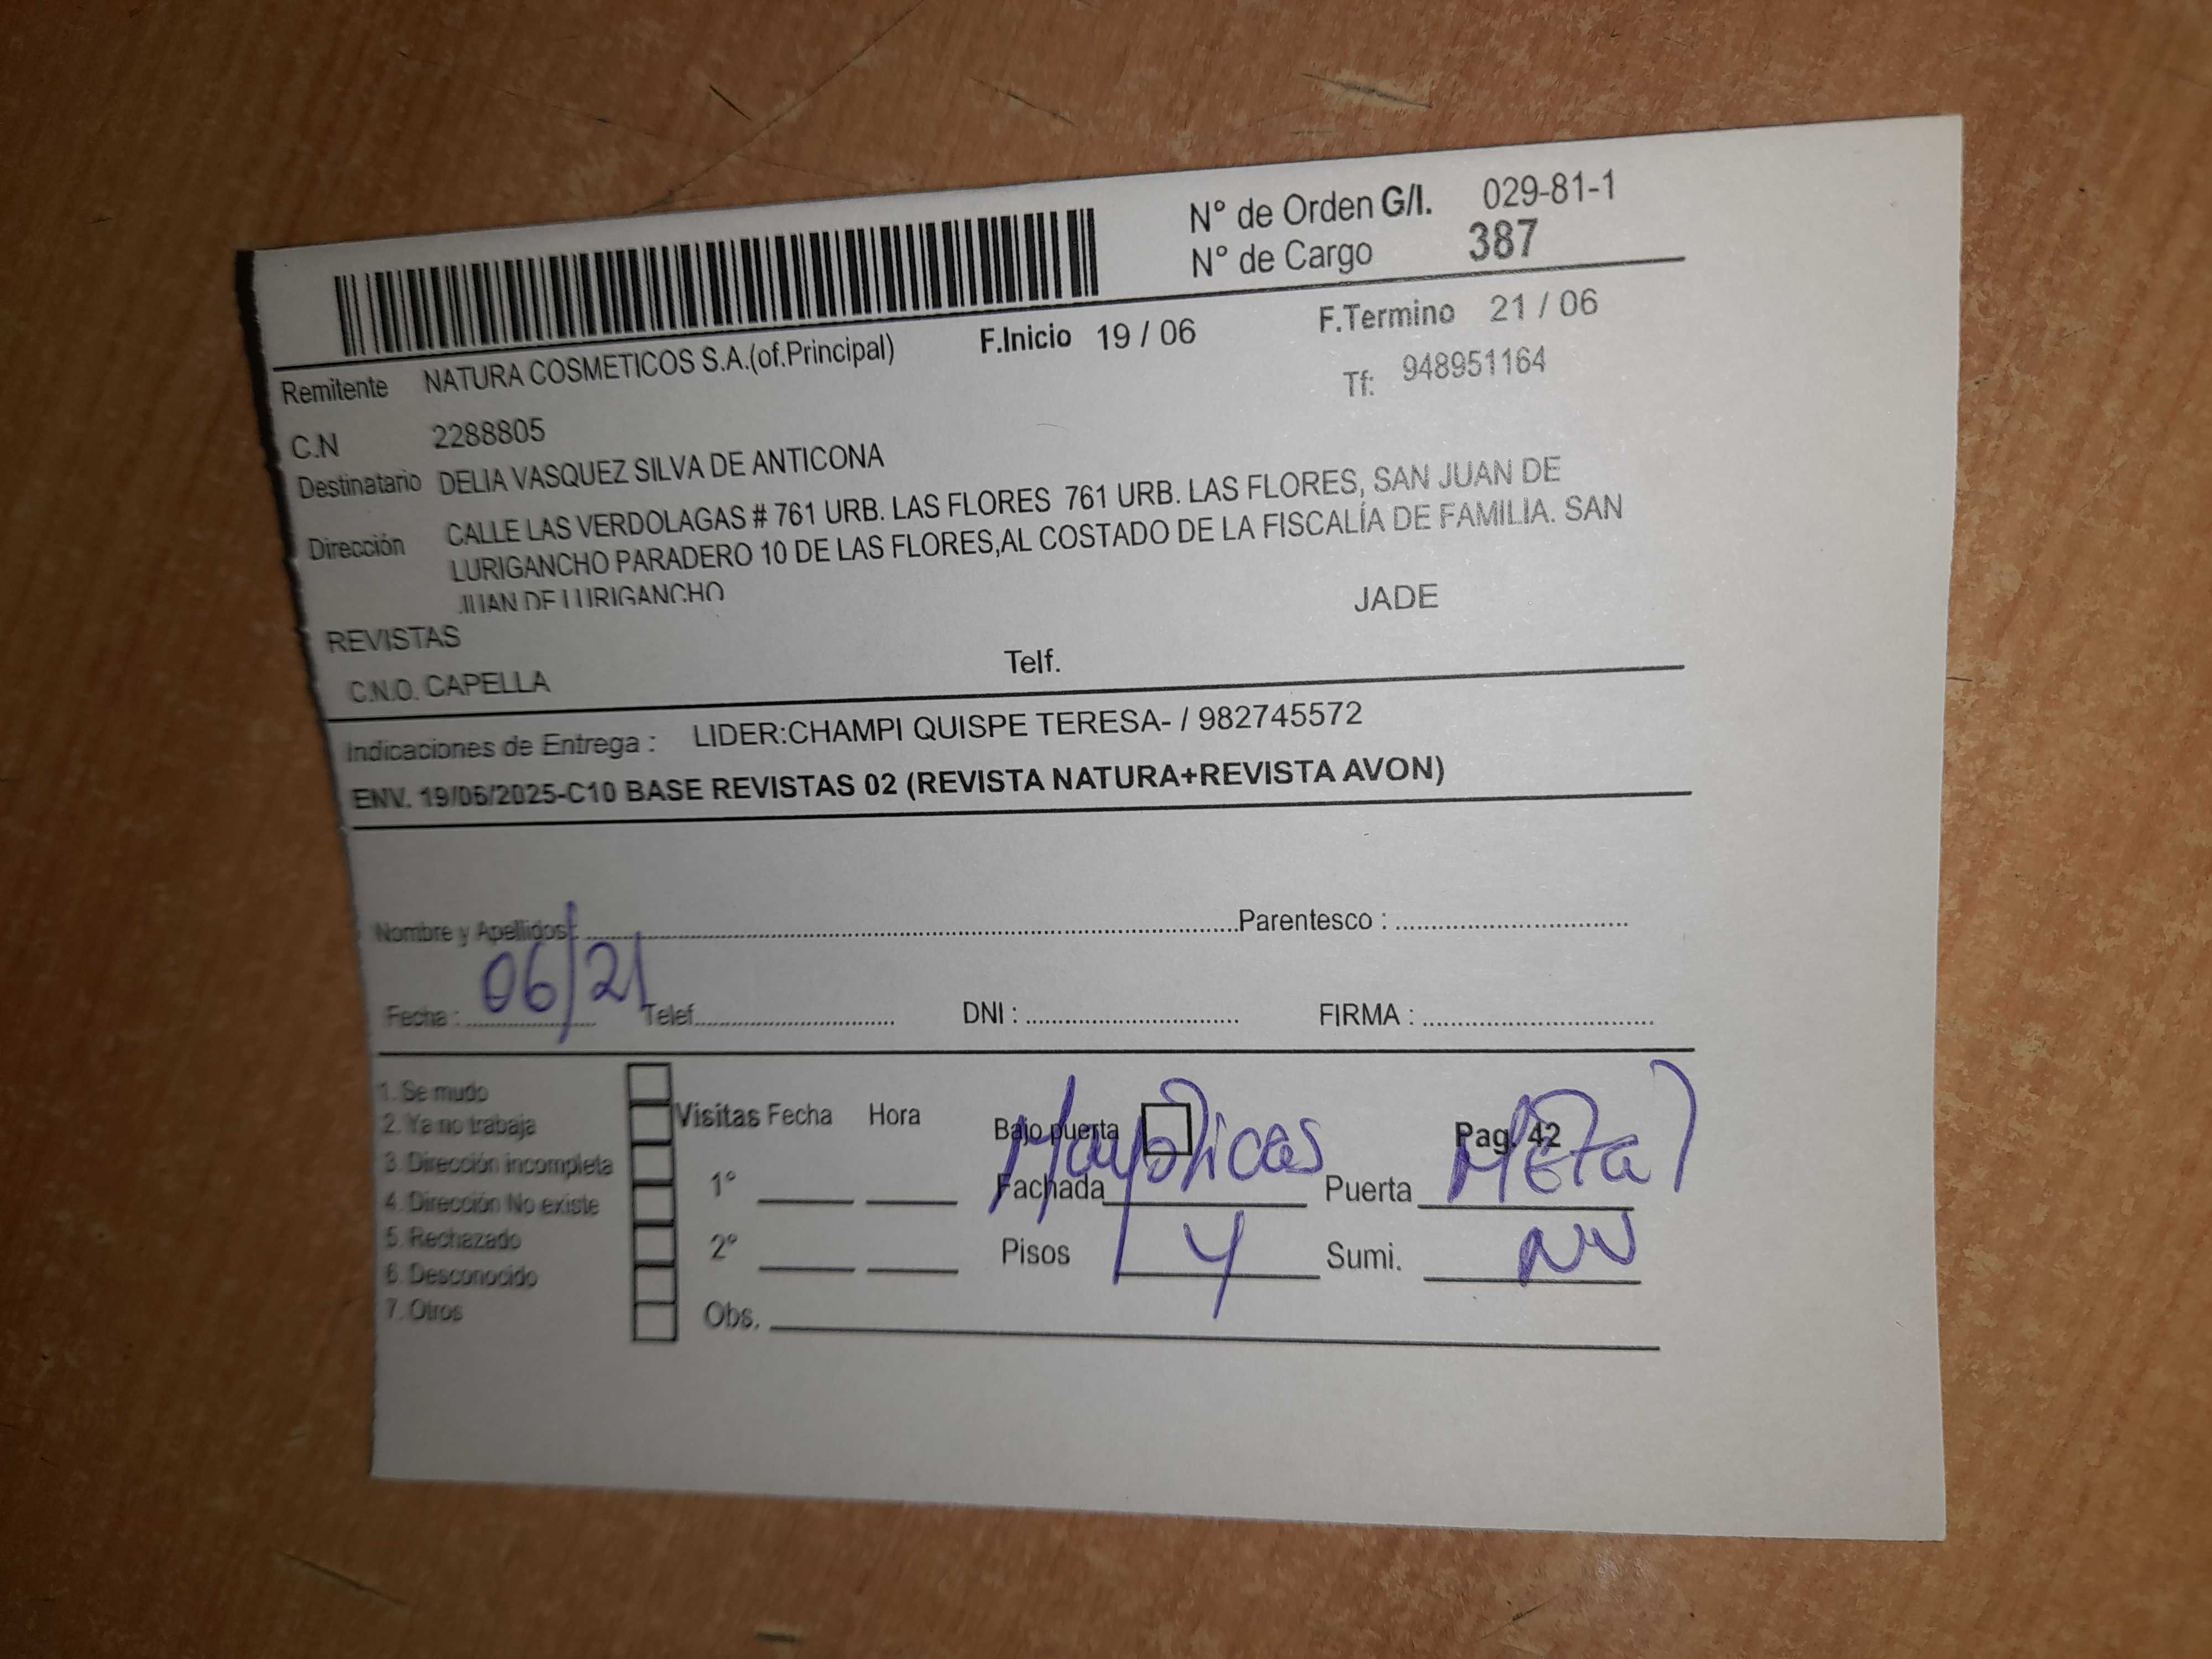 N° de Orden G/I. 029-81-1
N° de Cargo 387
F.Inicio 19 / 06 F.Termino 21 / 06
Remitente NATURA COSMETICOS S.A.(of.Principal)
Tf: 948951164
C.N 2288805
Destinatario DELIA VASQUEZ SILVA DE ANTICONA
Dirección CALLE LAS VERDOLAGAS # 761 URB. LAS FLORES 761 URB. LAS FLORES, SAN JUAN DE
LURIGANCHO PARADERO 10 DE LAS FLORES,AL COSTADO DE LA FISCALÍA DE FAMILIA. SAN
JUAN DE LURIGANCHO
JADE
REVISTAS
C.N.O. CAPELLA Telf.
Indicaciones de Entrega : LIDER:CHAMPI QUISPE TERESA- / 982745572
ENV. 19/06/2025-C10 BASE REVISTAS 02 (REVISTA NATURA+REVISTA AVON)
Nombre y Apellidos: Parentesco :
Fecha : 06/21 Telef. DNI : FIRMA :
1. Se mudo
2. Ya no trabaja
3. Dirección incompleta
4. Dirección No existe
5. Rechazado
6. Desconocido
7. Otros
Visitas Fecha Hora
1°
2°
Obs.
Bajo puerta Pag. 42
Fachada Mayolicas Puerta Metal
Pisos 4 Sumi.